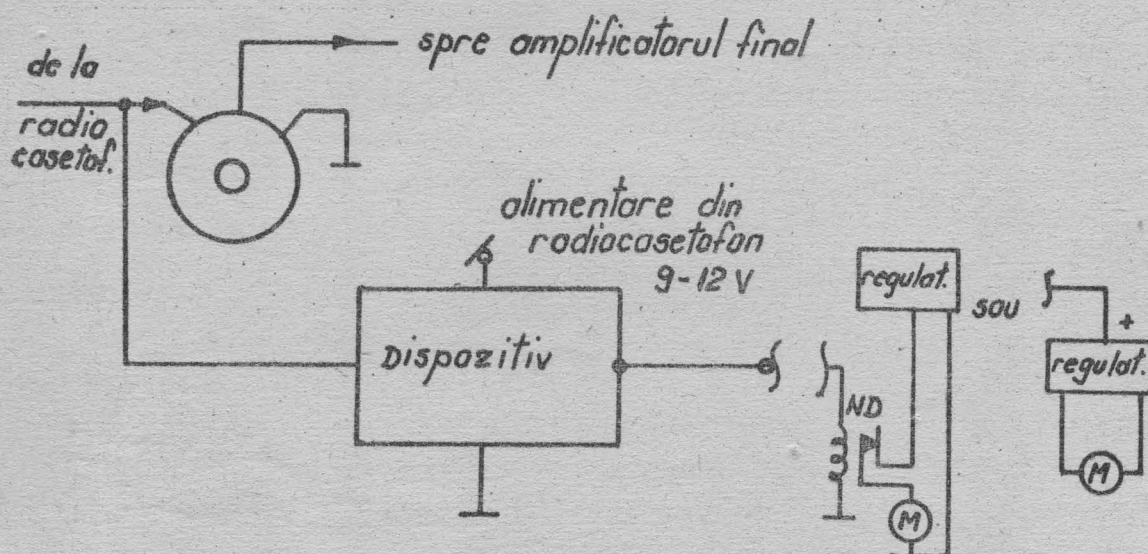 spre amplificatorul final
de la
radio
casetof.
alimentare din
radiocasetofon
9-12 V
Dispozitiv
regulat.
sau
+
regulat.
ND
M
M